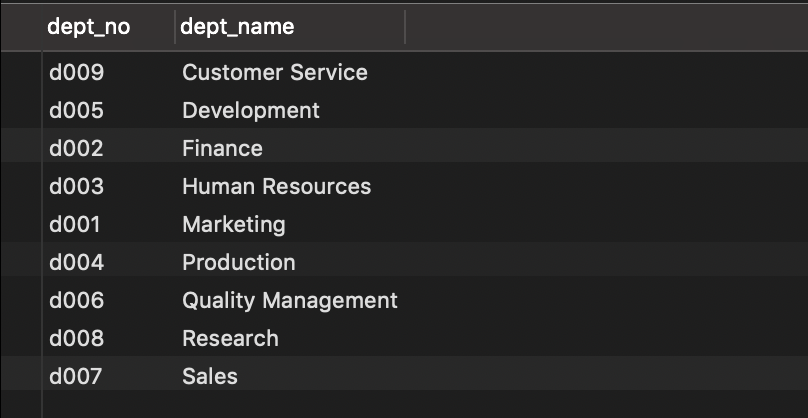 dept_no dept_name
d009 Customer Service
d005 Development
d002 Finance
d003 Human Resources
d001 Marketing
d004 Production
d006 Quality Management
d008 Research
d007 Sales